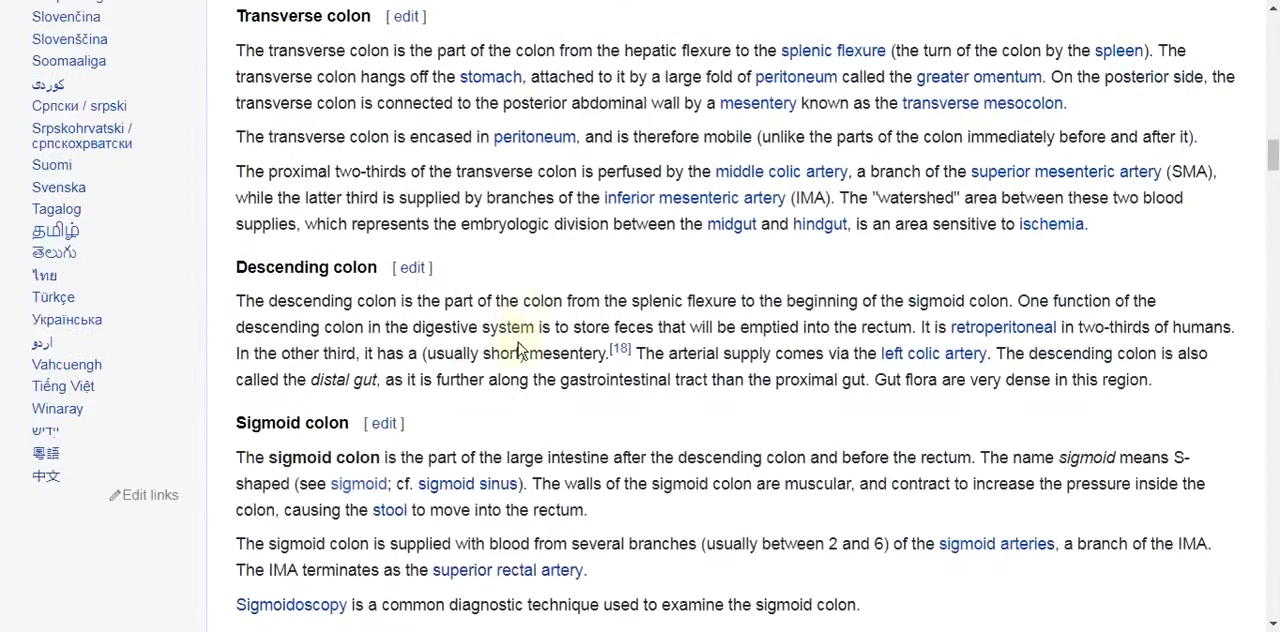 Slovenčina
Slovenščina
Soomaaliga
کوردی
Српски / srpski
Srpskohrvatski /
српскохрватски
Suomi
Svenska
Tagalog
தமிழ்
తెలుగు
ไทย
Türkçe
Українська
اردو
Vahcuengh
Tiếng Việt
Winaray
ייִדיש
粵語
中文
Edit links
Transverse colon [ edit ]
The transverse colon is the part of the colon from the hepatic flexure to the splenic flexure (the turn of the colon by the spleen). The
transverse colon hangs off the stomach, attached to it by a large fold of peritoneum called the greater omentum. On the posterior side, the
transverse colon is connected to the posterior abdominal wall by a mesentery known as the transverse mesocolon.
The transverse colon is encased in peritoneum, and is therefore mobile (unlike the parts of the colon immediately before and after it).
The proximal two-thirds of the transverse colon is perfused by the middle colic artery, a branch of the superior mesenteric artery (SMA),
while the latter third is supplied by branches of the inferior mesenteric artery (IMA). The "watershed" area between these two blood
supplies, which represents the embryologic division between the midgut and hindgut, is an area sensitive to ischemia.
Descending colon [ edit ]
The descending colon is the part of the colon from the splenic flexure to the beginning of the sigmoid colon. One function of the
descending colon in the digestive system is to store feces that will be emptied into the rectum. It is retroperitoneal in two-thirds of humans.
In the other third, it has a (usually short mesentery.[18] The arterial supply comes via the left colic artery. The descending colon is also
called the distal gut, as it is further along the gastrointestinal tract than the proximal gut. Gut flora are very dense in this region.
Sigmoid colon [ edit ]
The sigmoid colon is the part of the large intestine after the descending colon and before the rectum. The name sigmoid means S-
shaped (see sigmoid; cf. sigmoid sinus). The walls of the sigmoid colon are muscular, and contract to increase the pressure inside the
colon, causing the stool to move into the rectum.
The sigmoid colon is supplied with blood from several branches (usually between 2 and 6) of the sigmoid arteries, a branch of the IMA.
The IMA terminates as the superior rectal artery.
Sigmoidoscopy is a common diagnostic technique used to examine the sigmoid colon.